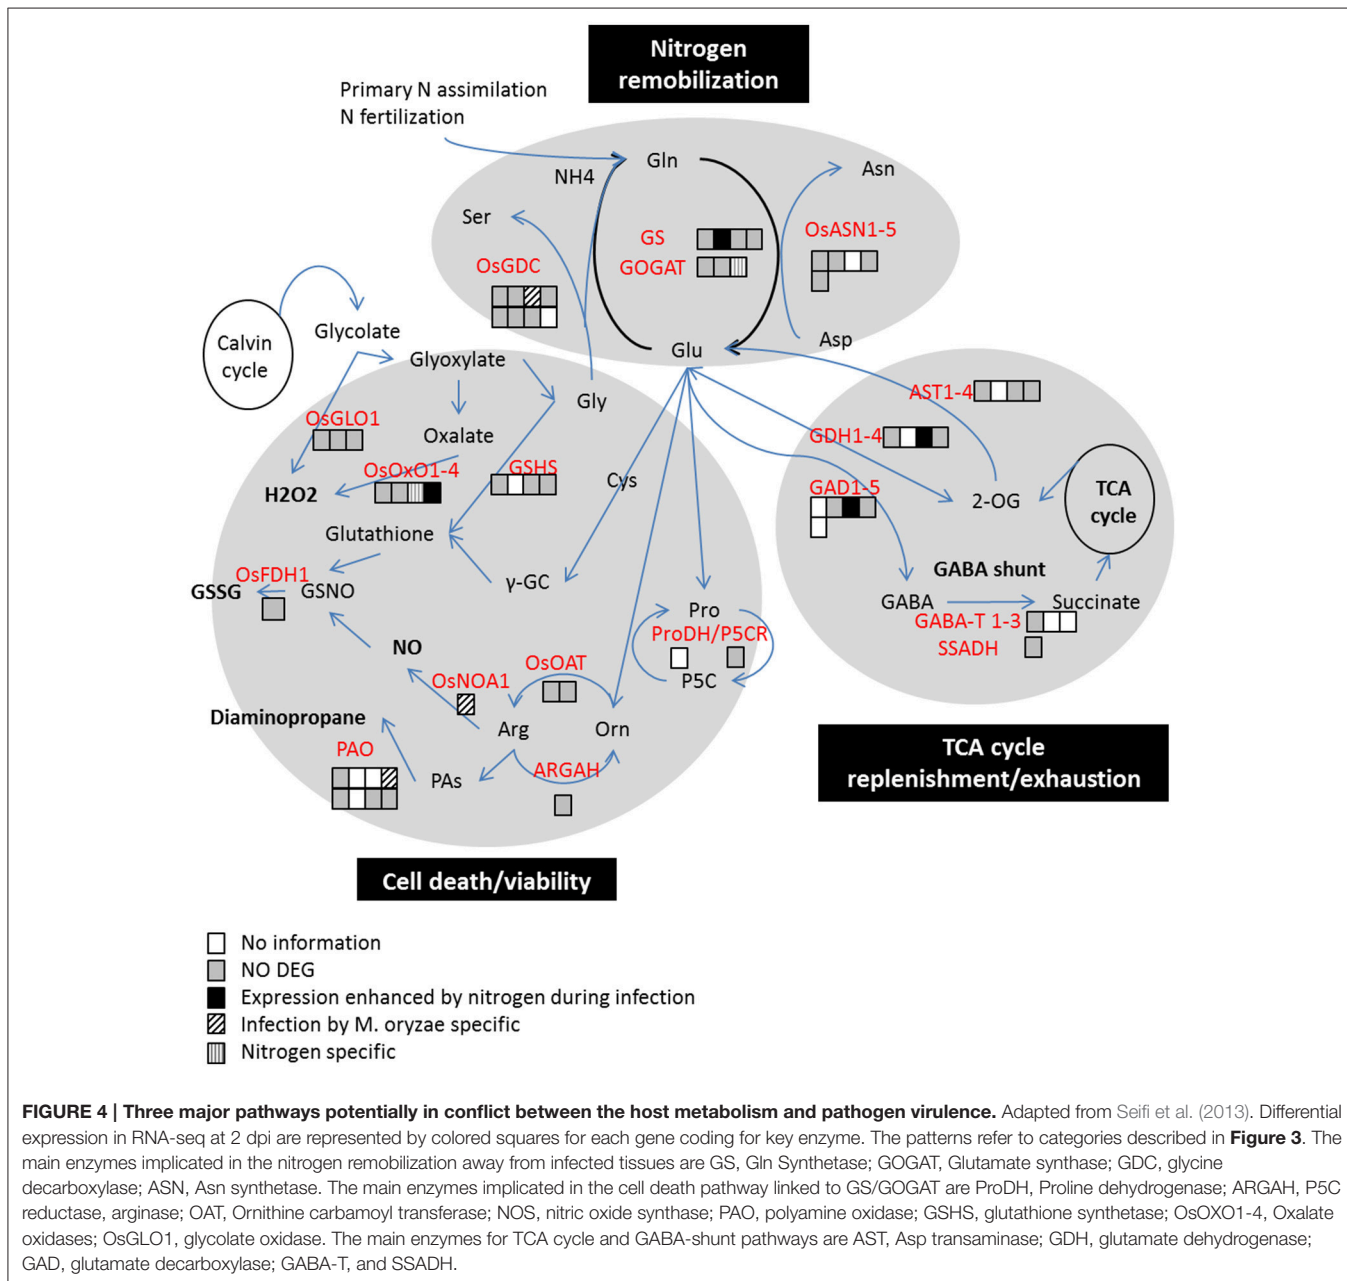 Nitrogen
remobilization
Primary N assimilation
N fertilization
Gln
NH4
Asn
Ser
GS
OsASN1-5
GOGAT
OsGDC
Glu
Asp
Calvin
cycle
Glycolate
Glyoxylate
Gly
AST1-4
OsGLO1
Oxalate
GDH1-4
OsOxO1-4
GSHS
Cys
H2O2
GAD1-5
2-OG
TCA
cycle
Glutathione
GABA shunt
OsFDH1
GSSG
GSNO
γ-GC
Pro
GABA
Succinate
GABA-T 1-3
SSADH
ProDH/P5CR
NO
P5C
OsOAT
OsNOA1
Diaminopropane
Arg
Orn
PAO
PAs
ARGAH
TCA cycle
replenishment/exhaustion
Cell death/viability
No information
NO DEG
Expression enhanced by nitrogen during infection
Infection by M. oryzae specific
Nitrogen specific
FIGURE 4 | Three major pathways potentially in conflict between the host metabolism and pathogen virulence. Adapted from Seifi et al. (2013). Differential
expression in RNA-seq at 2 dpi are represented by colored squares for each gene coding for key enzyme. The patterns refer to categories described in Figure 3. The
main enzymes implicated in the nitrogen remobilization away from infected tissues are GS, Gln Synthetase; GOGAT, Glutamate synthase; GDC, glycine
decarboxylase; ASN, Asn synthetase. The main enzymes implicated in the cell death pathway linked to GS/GOGAT are ProDH, Proline dehydrogenase; ARGAH, P5C
reductase, arginase; OAT, Ornithine carbamoyl transferase; NOS, nitric oxide synthase; PAO, polyamine oxidase; GSHS, glutathione synthetase; OsOXO1-4, Oxalate
oxidases; OsGLO1, glycolate oxidase. The main enzymes for TCA cycle and GABA-shunt pathways are AST, Asp transaminase; GDH, glutamate dehydrogenase;
GAD, glutamate decarboxylase; GABA-T, and SSADH.